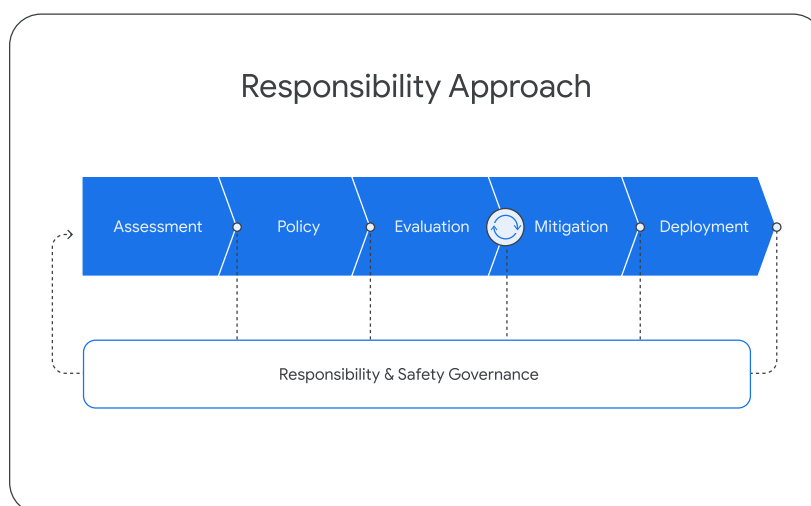 Responsibility Approach
Assessment
Policy
Evaluation
Mitigation
Deployment
Responsibility & Safety Governance